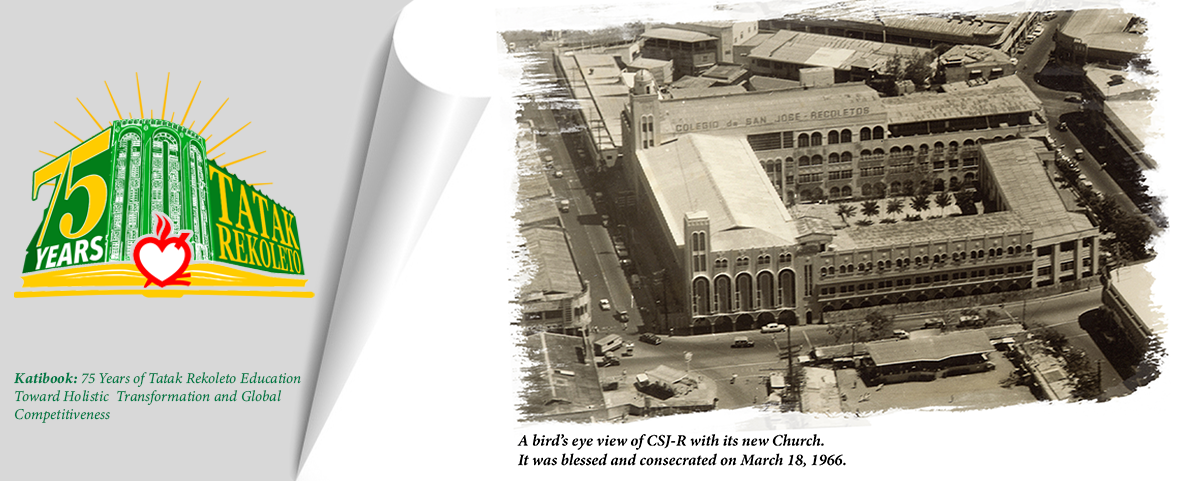 75
YEARS
TATAK
REKOLETO
Katibook: 75 Years of Tatak Rekoleto Education
Toward Holistic Transformation and Global
Competitiveness
COLEGIO de SAN JOSE - RECOLETOS
A bird's eye view of CSJ-R with its new Church.
It was blessed and consecrated on March 18, 1966.